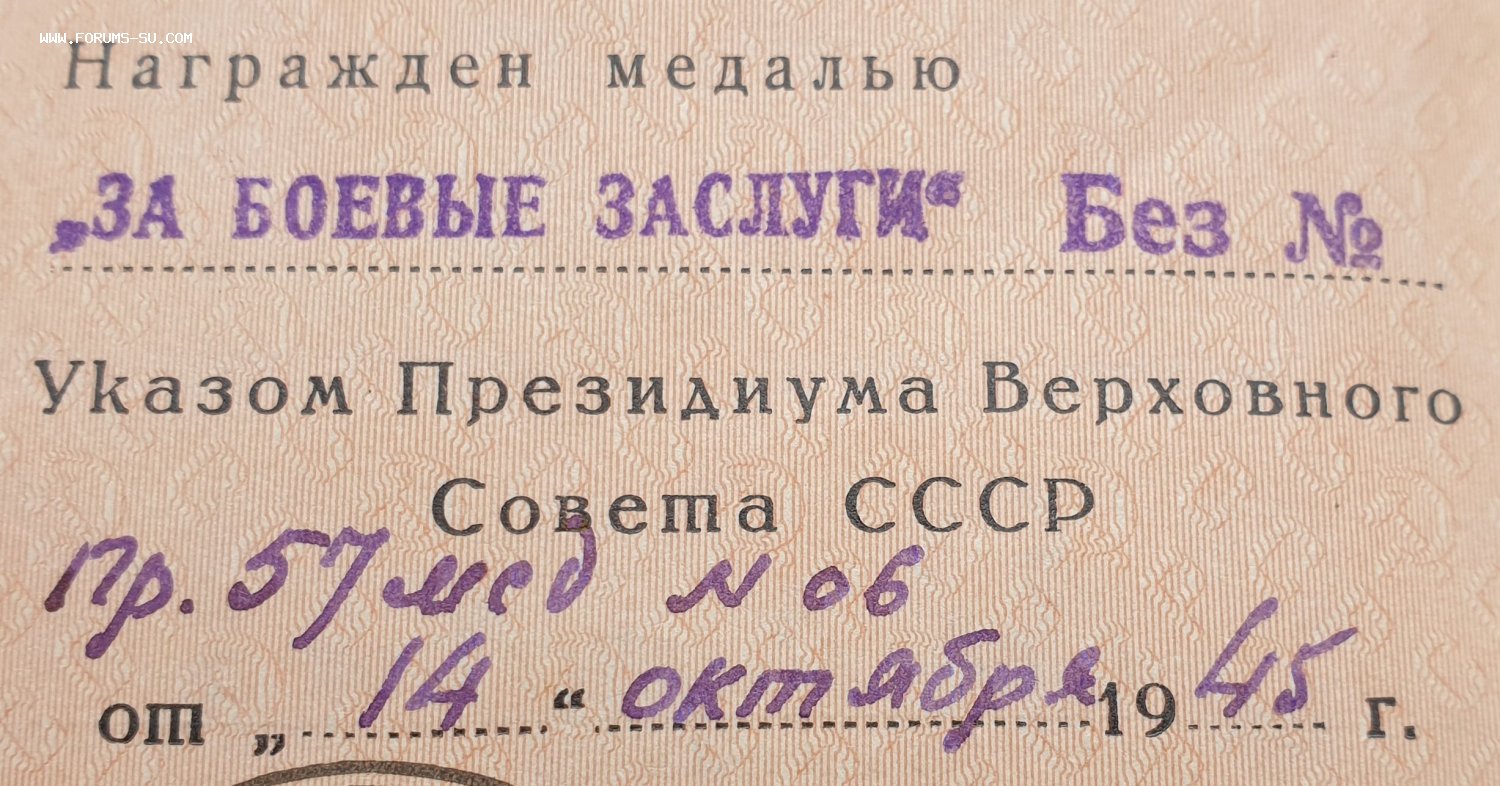 WWW.FORUMS-SU.COM
Награжден медалью
„ЗА БОЕВЫЕ ЗАСЛУГИ“ Без №
Указом Президиума Верховного
Совета СССР
Пр. 57 мсд N 06
от „14“ октября 1945 г.